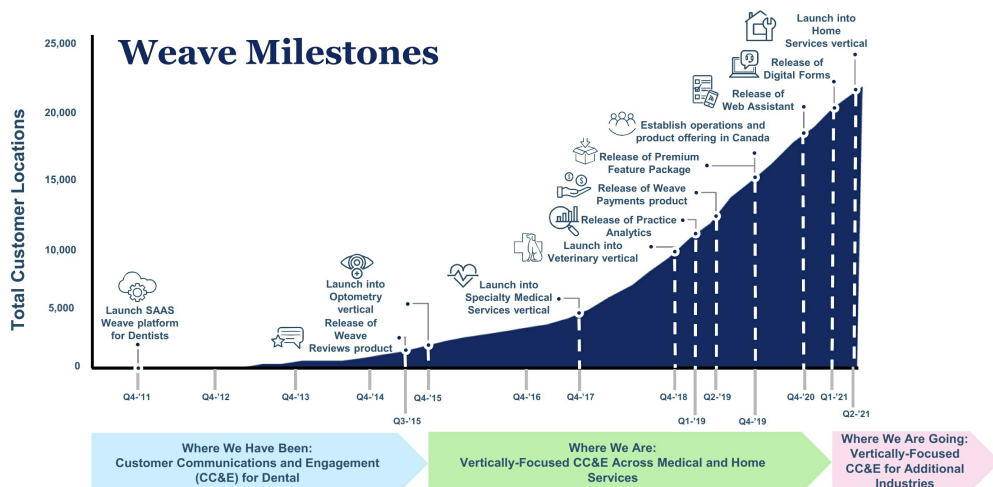 Weave Milestones
Total Customer Locations
25,000
20,000
15,000
10,000
5,000
0
Launch SAAS
Weave platform
for Dentists
Release of
Weave
Reviews product
Launch into
Optometry
vertical
Launch into
Specialty Medical
Services vertical
Launch into
Veterinary vertical
Release of Practice
Analytics
Release of Weave
Payments product
Release of Premium
Feature Package
Establish operations and
product offering in Canada
Release of
Web Assistant
Release of
Digital Forms
Launch into
Home
Services vertical
Q4-'11
Q4-'12
Q4-'13
Q4-'14
Q3-'15
Q4-'15
Q4-'16
Q4-'17
Q4-'18
Q1-'19
Q2-'19
Q4-'19
Q4-'20
Q1-'21
Q2-'21
Where We Have Been:
Customer Communications and Engagement
(CC&E) for Dental
Where We Are:
Vertically-Focused CC&E Across Medical and Home
Services
Where We Are Going:
Vertically-Focused
CC&E for Additional
Industries